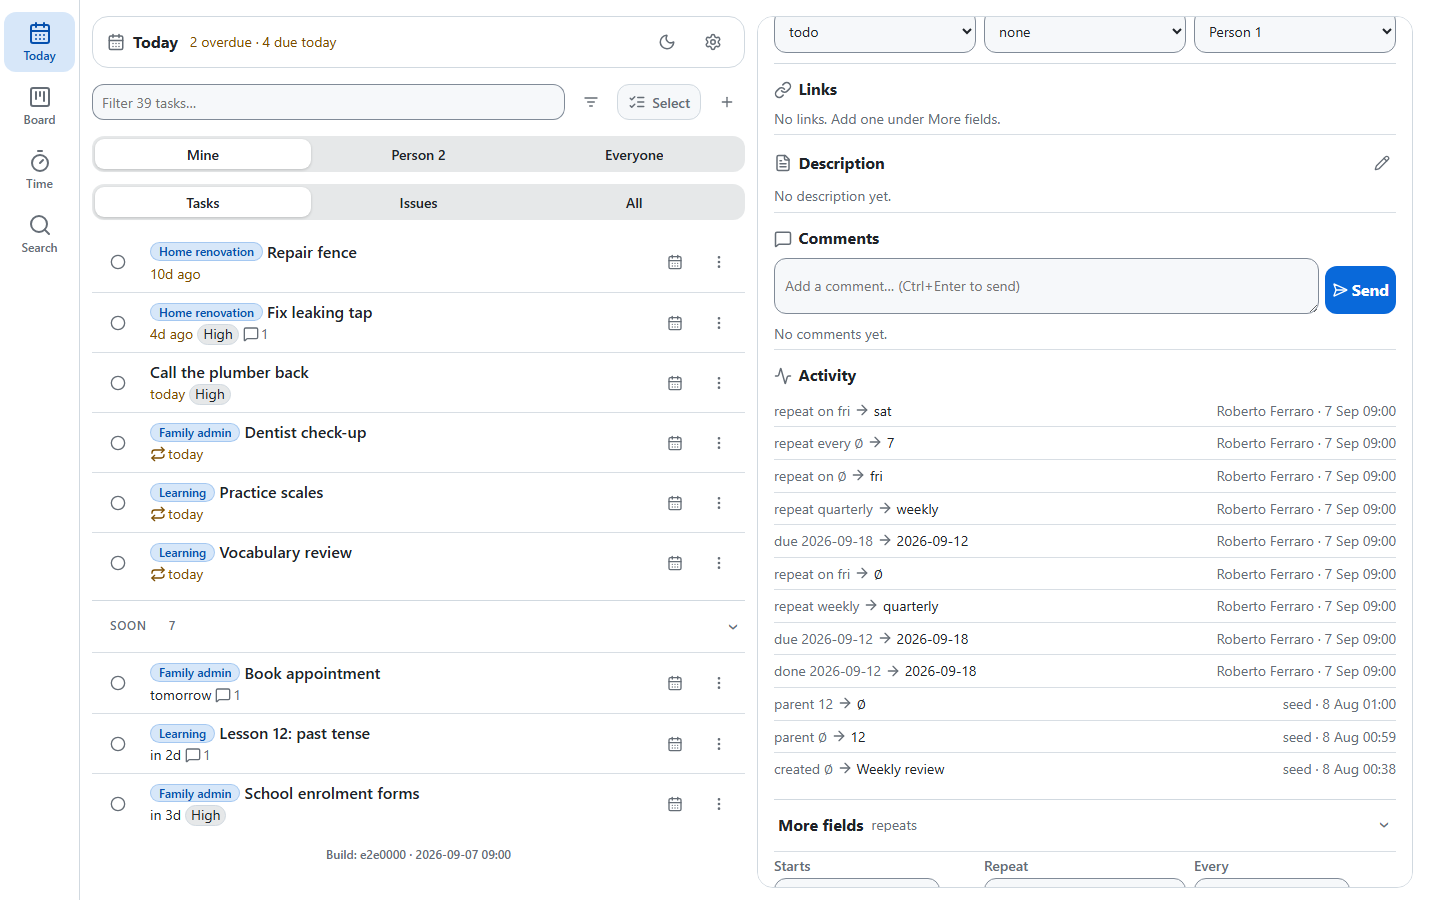 Today
Board
Time
Search
Today 2 overdue · 4 due today
Filter 39 tasks...
Select
Mine Person 2 Everyone
Tasks Issues All
Home renovation Repair fence
10d ago
Home renovation Fix leaking tap
4d ago High 1
Call the plumber back
today High
Family admin Dentist check-up
today
Learning Practice scales
today
Learning Vocabulary review
today
SOON 7
Family admin Book appointment
tomorrow 1
Learning Lesson 12: past tense
in 2d 1
Family admin School enrolment forms
in 3d High
Build: e2e0000 · 2026-09-07 09:00
todo none Person 1
Links
No links. Add one under More fields.
Description
No description yet.
Comments
Add a comment... (Ctrl+Enter to send)
Send
No comments yet.
Activity
repeat on fri → sat Roberto Ferraro · 7 Sep 09:00
repeat every ∅ → 7 Roberto Ferraro · 7 Sep 09:00
repeat on ∅ → fri Roberto Ferraro · 7 Sep 09:00
repeat quarterly → weekly Roberto Ferraro · 7 Sep 09:00
due 2026-09-18 → 2026-09-12 Roberto Ferraro · 7 Sep 09:00
repeat on fri → ∅ Roberto Ferraro · 7 Sep 09:00
repeat weekly → quarterly Roberto Ferraro · 7 Sep 09:00
due 2026-09-12 → 2026-09-18 Roberto Ferraro · 7 Sep 09:00
done 2026-09-12 → 2026-09-18 Roberto Ferraro · 7 Sep 09:00
parent 12 → ∅ seed · 8 Aug 01:00
parent ∅ → 12 seed · 8 Aug 00:59
created ∅ → Weekly review seed · 8 Aug 00:38
More fields repeats
Starts Repeat Every